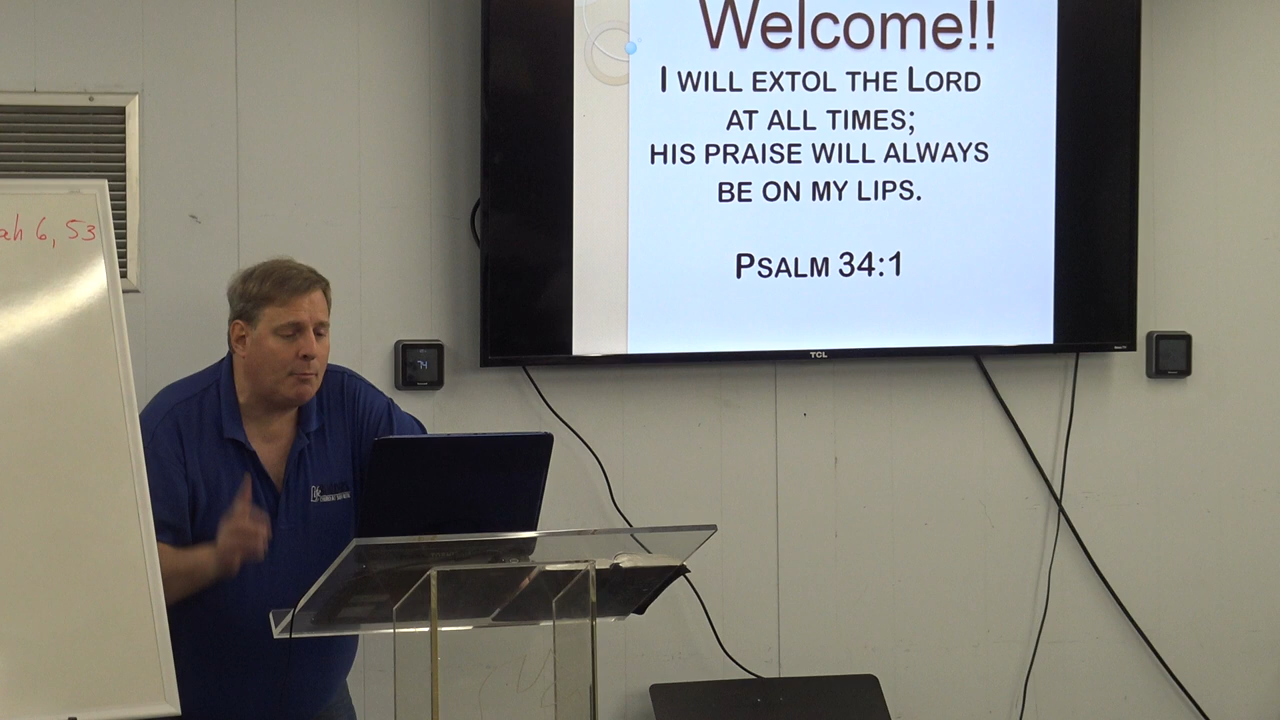 Welcome!!
I WILL EXTOL THE LORD
AT ALL TIMES;
HIS PRAISE WILL ALWAYS
BE ON MY LIPS.
PSALM 34:1
TCL
ah 6, 53
74
Life